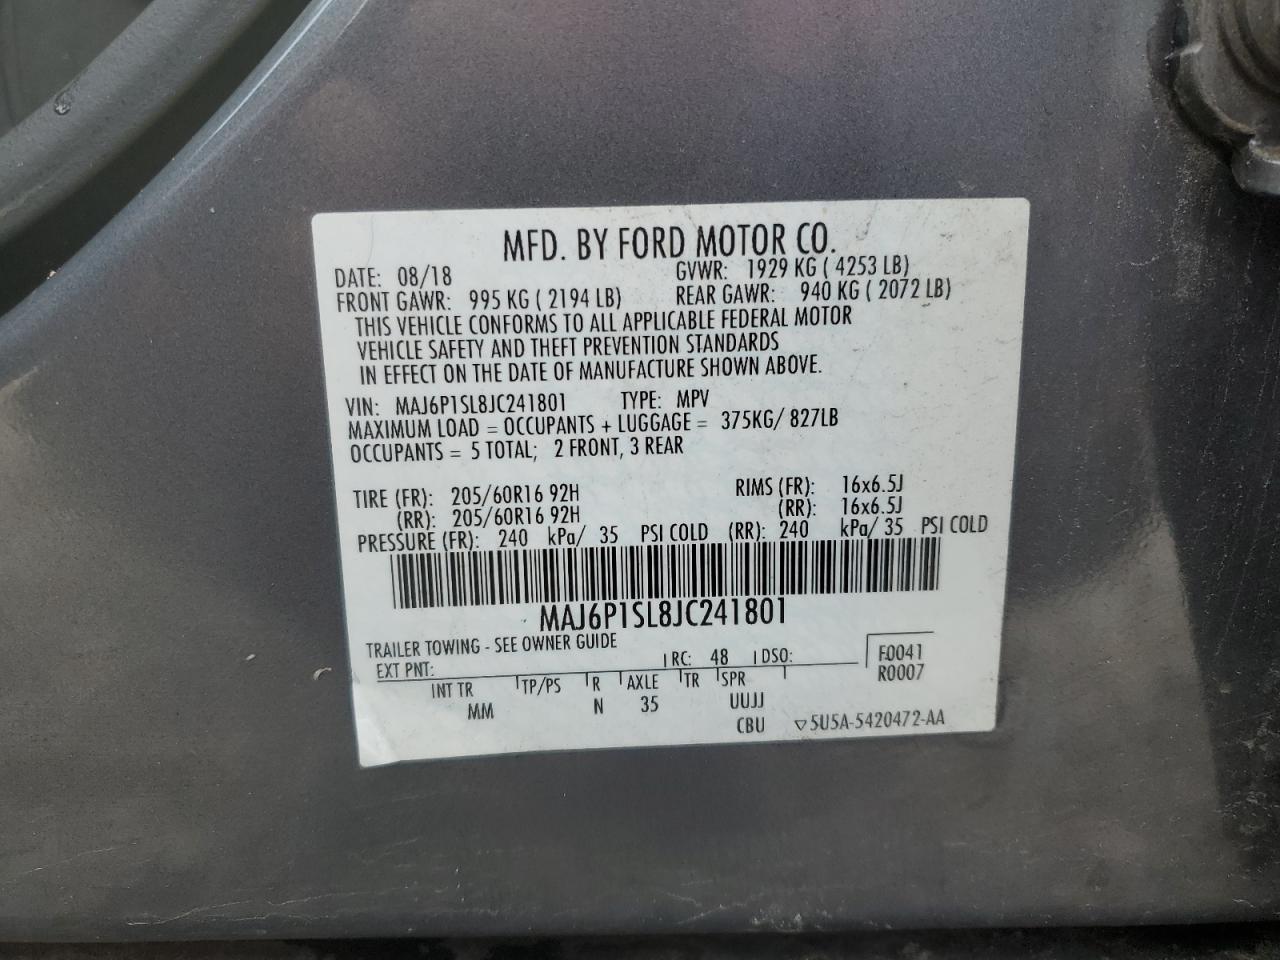 MFD. BY FORD MOTOR CO.
DATE: 08/18 GVWR: 1929 KG ( 4253 LB)
FRONT GAWR: 995 KG ( 2194 LB) REAR GAWR: 940 KG ( 2072 LB)
THIS VEHICLE CONFORMS TO ALL APPLICABLE FEDERAL MOTOR
VEHICLE SAFETY AND THEFT PREVENTION STANDARDS
IN EFFECT ON THE DATE OF MANUFACTURE SHOWN ABOVE.
VIN: MAJ6P1SL8JC241801 TYPE: MPV
MAXIMUM LOAD = OCCUPANTS + LUGGAGE = 375KG/ 827LB
OCCUPANTS = 5 TOTAL; 2 FRONT, 3 REAR
TIRE (FR): 205/60R16 92H RIMS (FR): 16x6.5J
(RR): 205/60R16 92H (RR): 16x6.5J
PRESSURE (FR): 240 kPa/ 35 PSI COLD (RR): 240 kPa/ 35 PSI COLD
MAJ6P1SL8JC241801
TRAILER TOWING - SEE OWNER GUIDE
EXT PNT: RC: 48 DSO: F0041
R0007
INT TR TP/PS R AXLE TR SPR
MM N 35 UUJJ
CBU ▽5U5A-5420472-AA